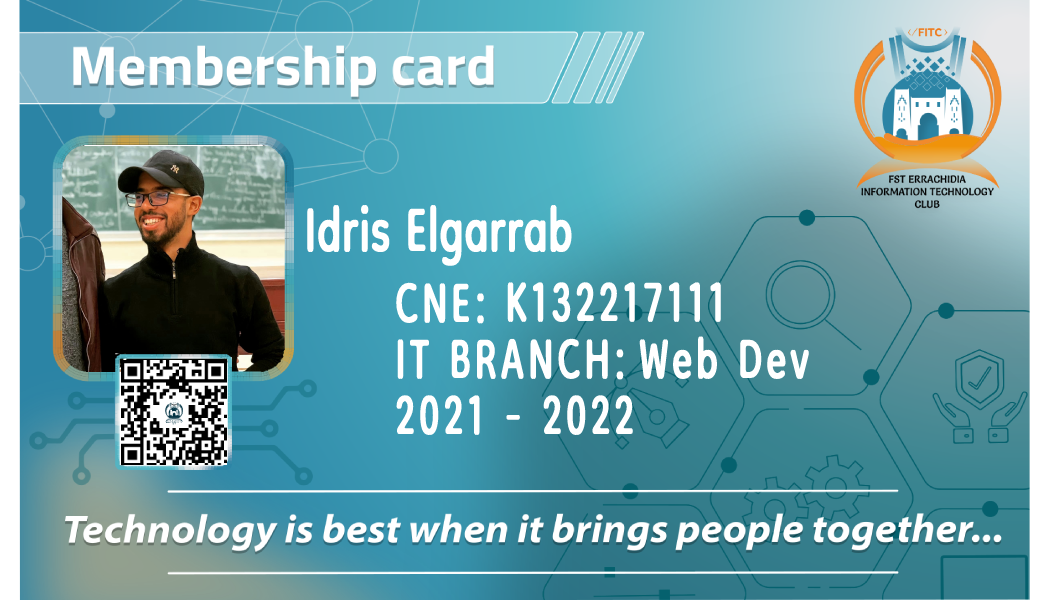 Membership card
</FITC>
FST ERRACHIDIA
INFORMATION TECHNOLOGY
CLUB
Idris Elgarrab
CNE: K132217111
IT BRANCH: Web Dev
2021 - 2022
Technology is best when it brings people together...